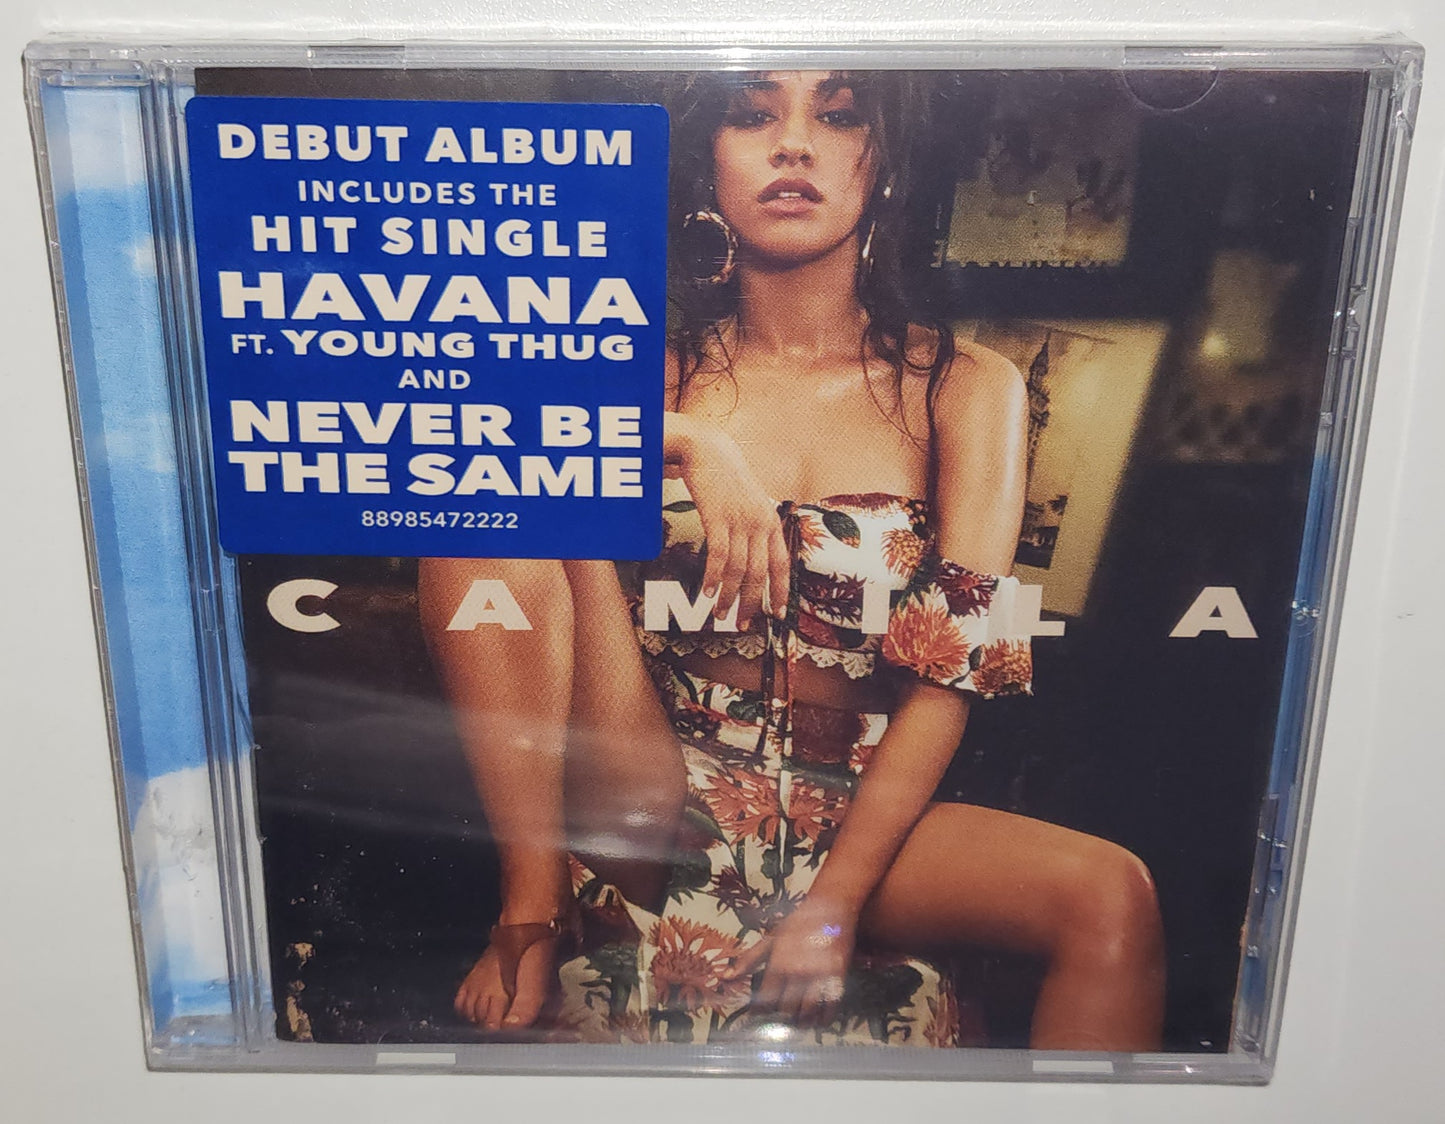 DEBUT ALBUM
INCLUDES THE
HIT SINGLE
HAVANA
FT. YOUNG THUG
AND
NEVER BE
THE SAME
88985472222
CAMILA